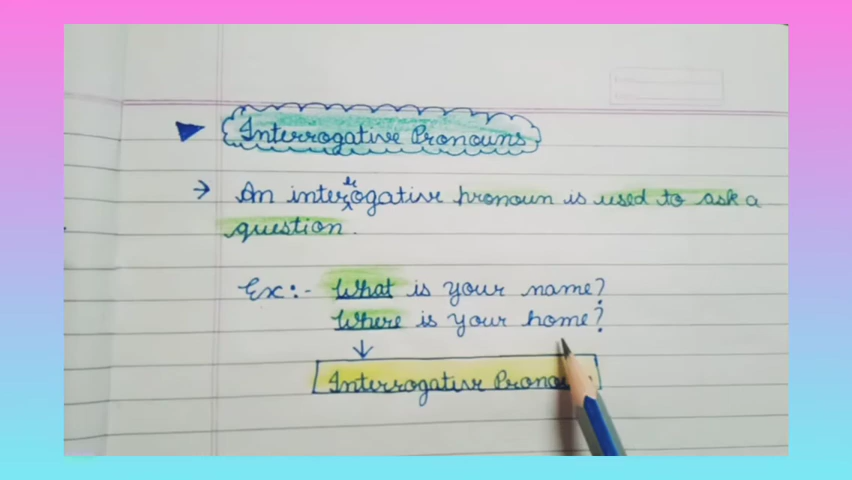 Interrogative Pronouns
→ An interrogative pronoun is used to ask a
question.
Ex:- What is your name?
Where is your home?
↓
Interrogative